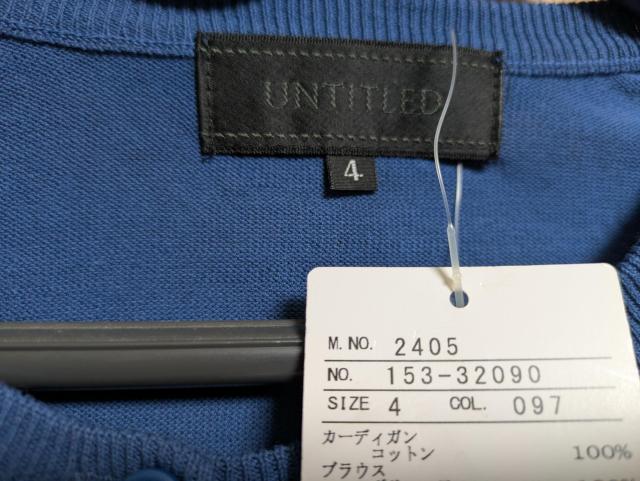 UNTITLED
4
M. NO. 2405
NO. 153-32090
SIZE 4 COL. 097
カーディガン
コットン 100%
ブラウス